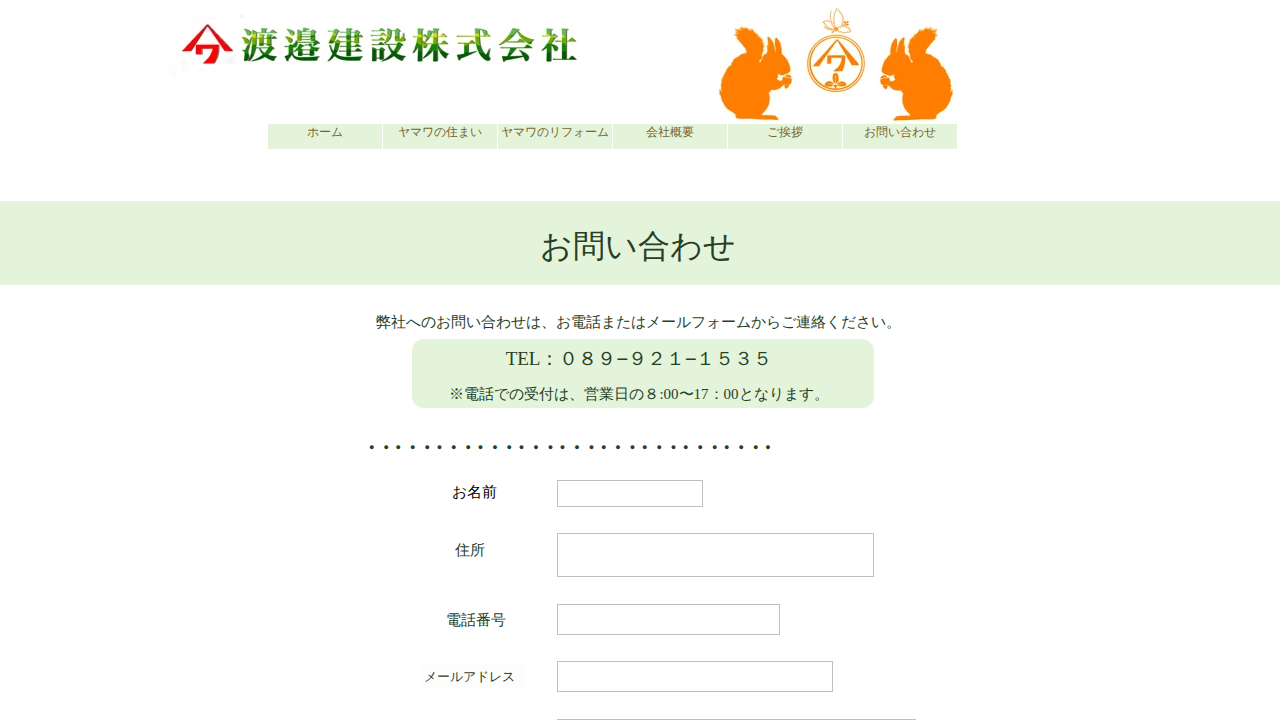 渡邉建設株式会社
ホーム ヤマワの住まい ヤマワのリフォーム 会社概要 ご挨拶 お問い合わせ
お問い合わせ
弊社へのお問い合わせは、お電話またはメールフォームからご連絡ください。
TEL：０８９−９２１−１５３５
※電話での受付は、営業日の８:00〜17：00となります。
お名前
住所
電話番号
メールアドレス